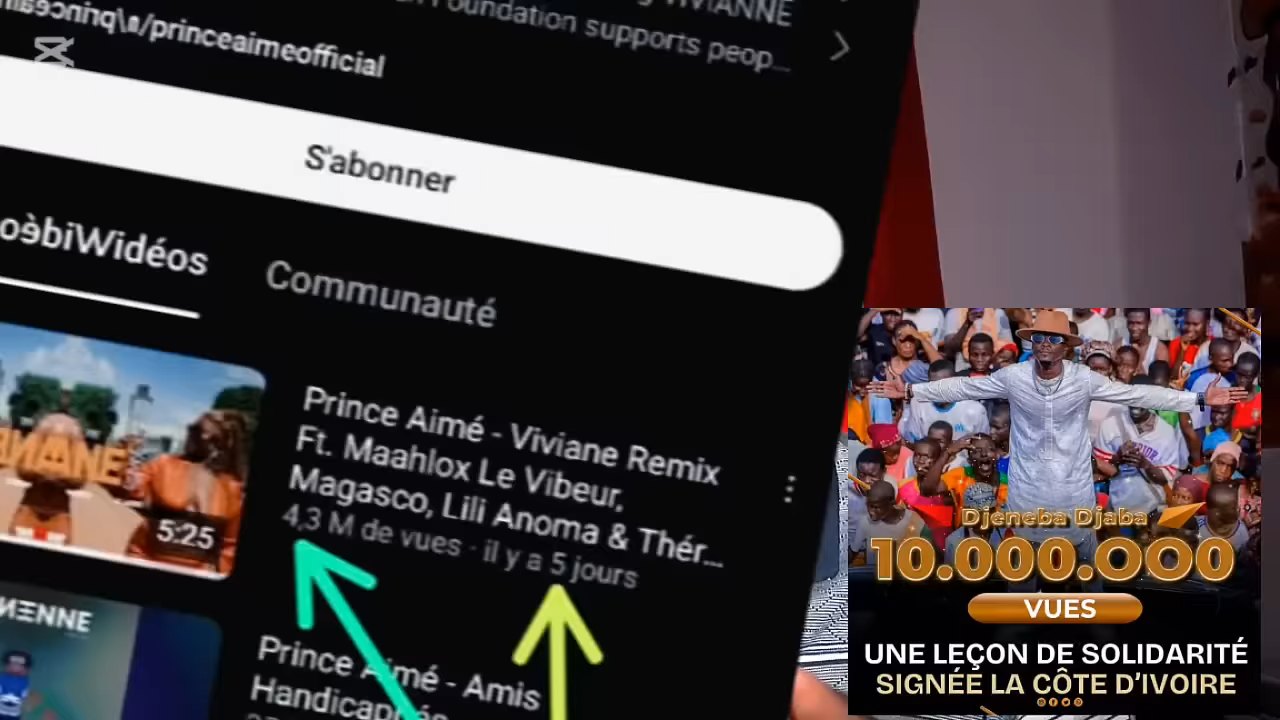 /princeaimeofficial
Foundation supports peop...
S'abonner
Communauté
Prince Aimé - Viviane Remix
Ft. Maahlox Le Vibeur,
Magasco, Lili Anoma & Thér...
4,3 M de vues · il y a 5 jours
5:25
Prince Aimé - Amis
Djeneba Djaba
10.000.000
VUES
UNE LEÇON DE SOLIDARITÉ
SIGNÉE LA CÔTE D'IVOIRE